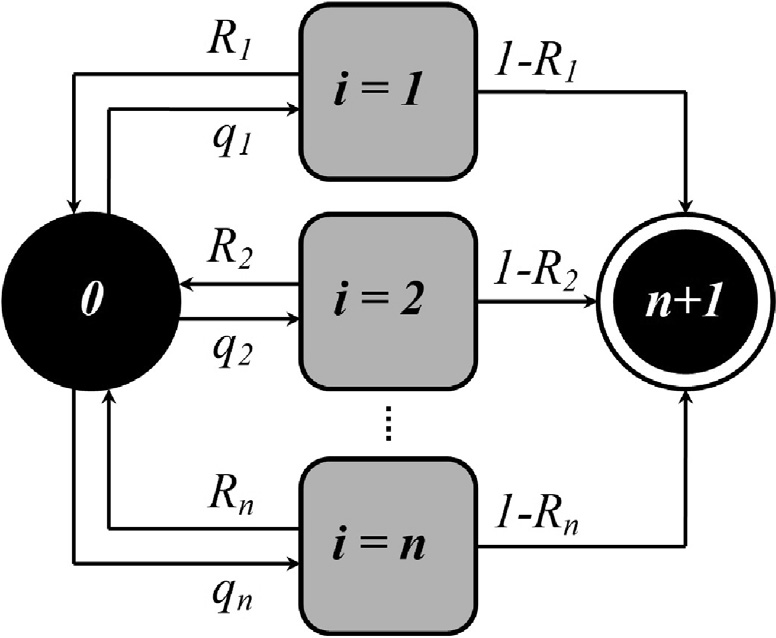 R1
i = 1
1-R1
q1
R2
i = 2
1-R2
0
n+1
q2
Rn
i = n
1-Rn
qn